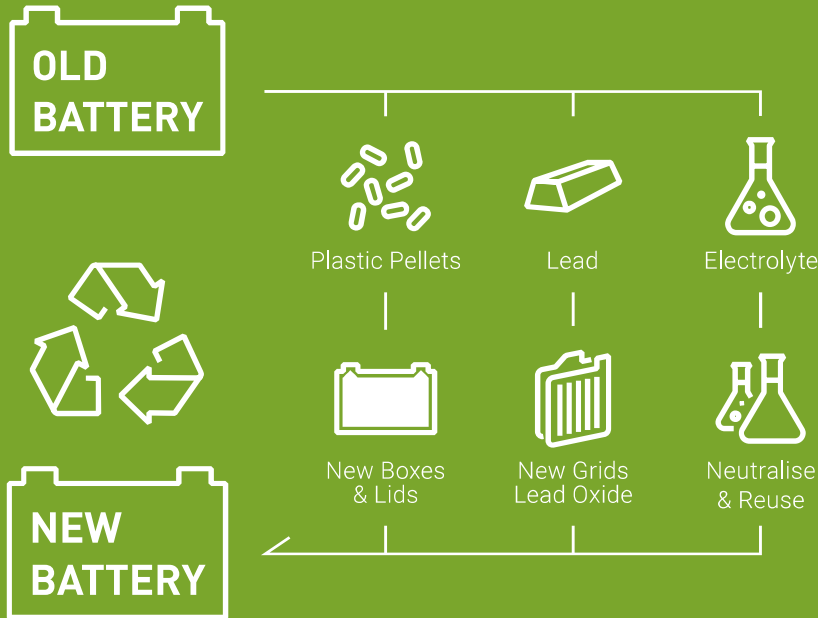 OLD
BATTERY
Plastic Pellets
Lead
Electrolyte
New Boxes
& Lids
New Grids
Lead Oxide
Neutralise
& Reuse
NEW
BATTERY